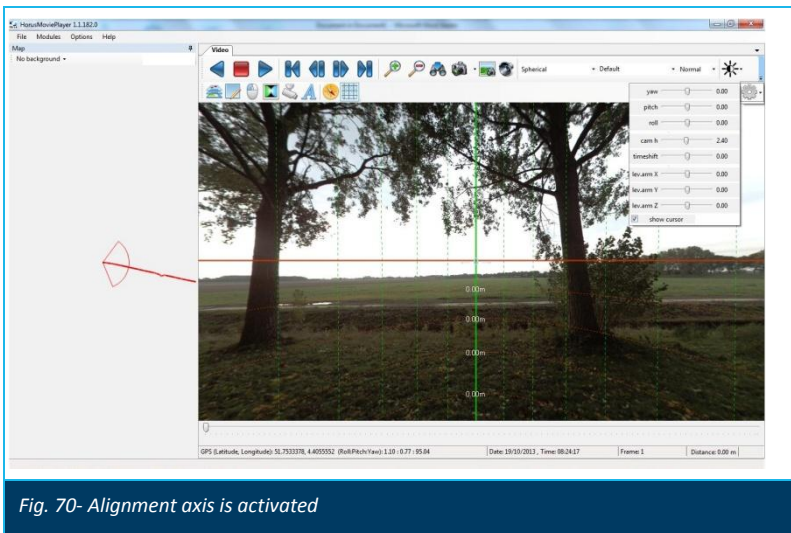 HorusMoviePlayer 1.1.182.0
File Modules Options Help
Map
No background
Video
Spherical
Default
Normal
yaw 0.00
pitch 0.00
roll 0.00
cam h 2.40
timeshift 0.00
lev.arm X 0.00
lev.arm Y 0.00
lev.arm Z 0.00
show cursor
0.00m
0.00m
0.00m
0.00m
GPS (Latitude, Longitude): 51.7533378, 4.4055552 (Roll:Pitch:Yaw): 1.10 : 0.77 : 95.04
Date: 19/10/2013 , Time: 08:24:17
Frame: 1
Distance: 0.00 m
Fig. 70- Alignment axis is activated